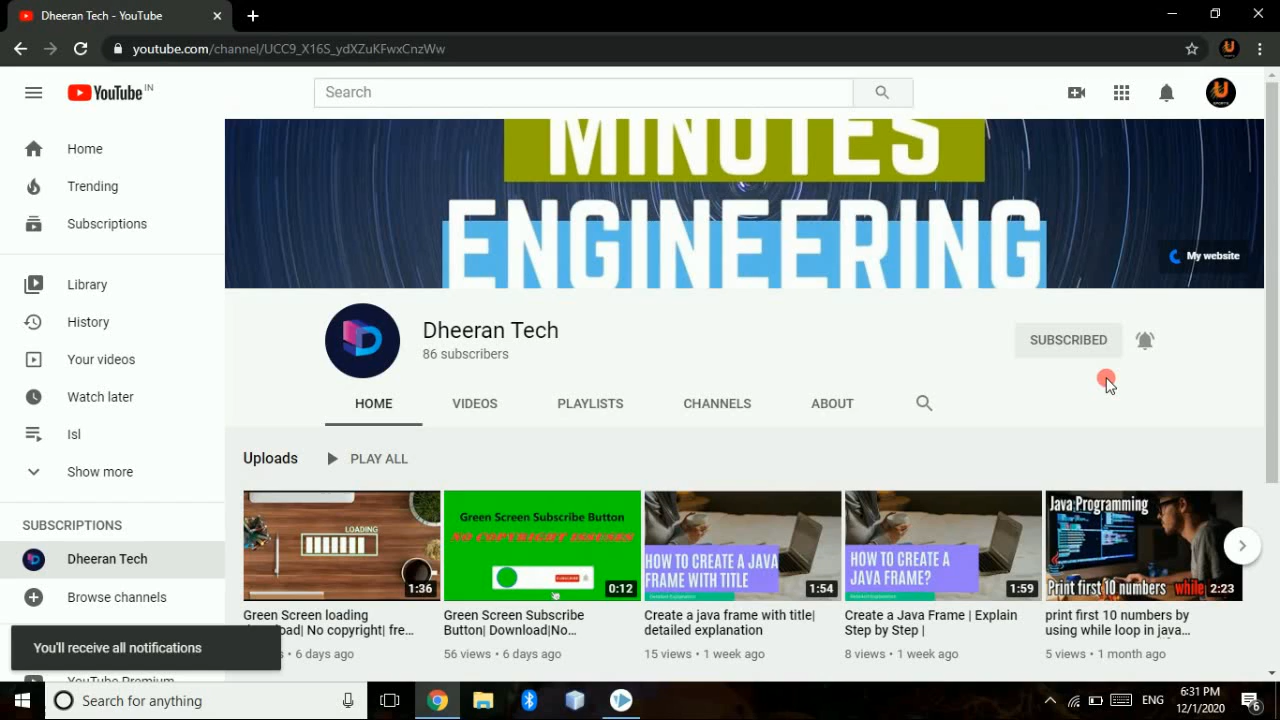 Dheeran Tech - YouTube
youtube.com/channel/UCC9_X16S_ydXZuKFwxCnzWw
YouTube IN
Search
Home
Trending
Subscriptions
Library
History
Your videos
Watch later
Isl
Show more
SUBSCRIPTIONS
Dheeran Tech
Browse channels
YouTube Premium
MINUTES
ENGINEERING
My website
Dheeran Tech
86 subscribers
SUBSCRIBED
HOME VIDEOS PLAYLISTS CHANNELS ABOUT
Uploads PLAY ALL
LOADING
1:36
Green Screen loading
free...
6 days ago
Green Screen Subscribe Button
NO COPYRIGHT
0:12
Green Screen Subscribe
Button| Download|No...
56 views • 6 days ago
HOW TO CREATE A JAVA
FRAME WITH TITLE
1:54
Create a java frame with title|
detailed explanation
15 views • 1 week ago
HOW TO CREATE A
JAVA FRAME?
1:59
Create a Java Frame | Explain
Step by Step |
8 views • 1 week ago
Java Programming
Print first 10 numbers while
2:23
print first 10 numbers by
using while loop in java...
5 views • 1 month ago
You'll receive all notifications
Search for anything
ENG
6:31 PM
12/1/2020
6